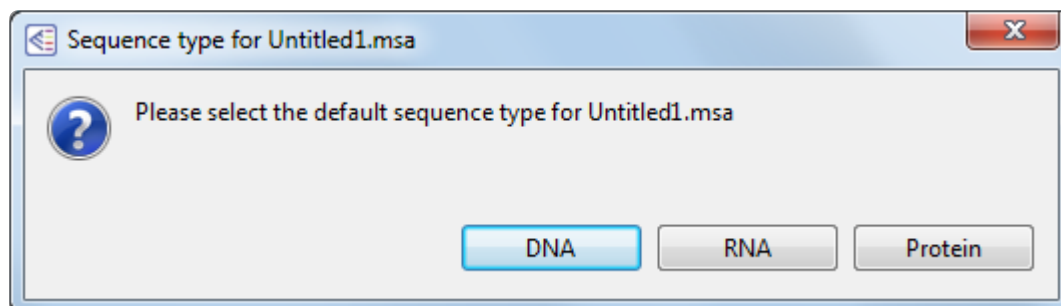 Sequence type for Untitled1.msa
x
Please select the default sequence type for Untitled1.msa
?
DNA RNA Protein